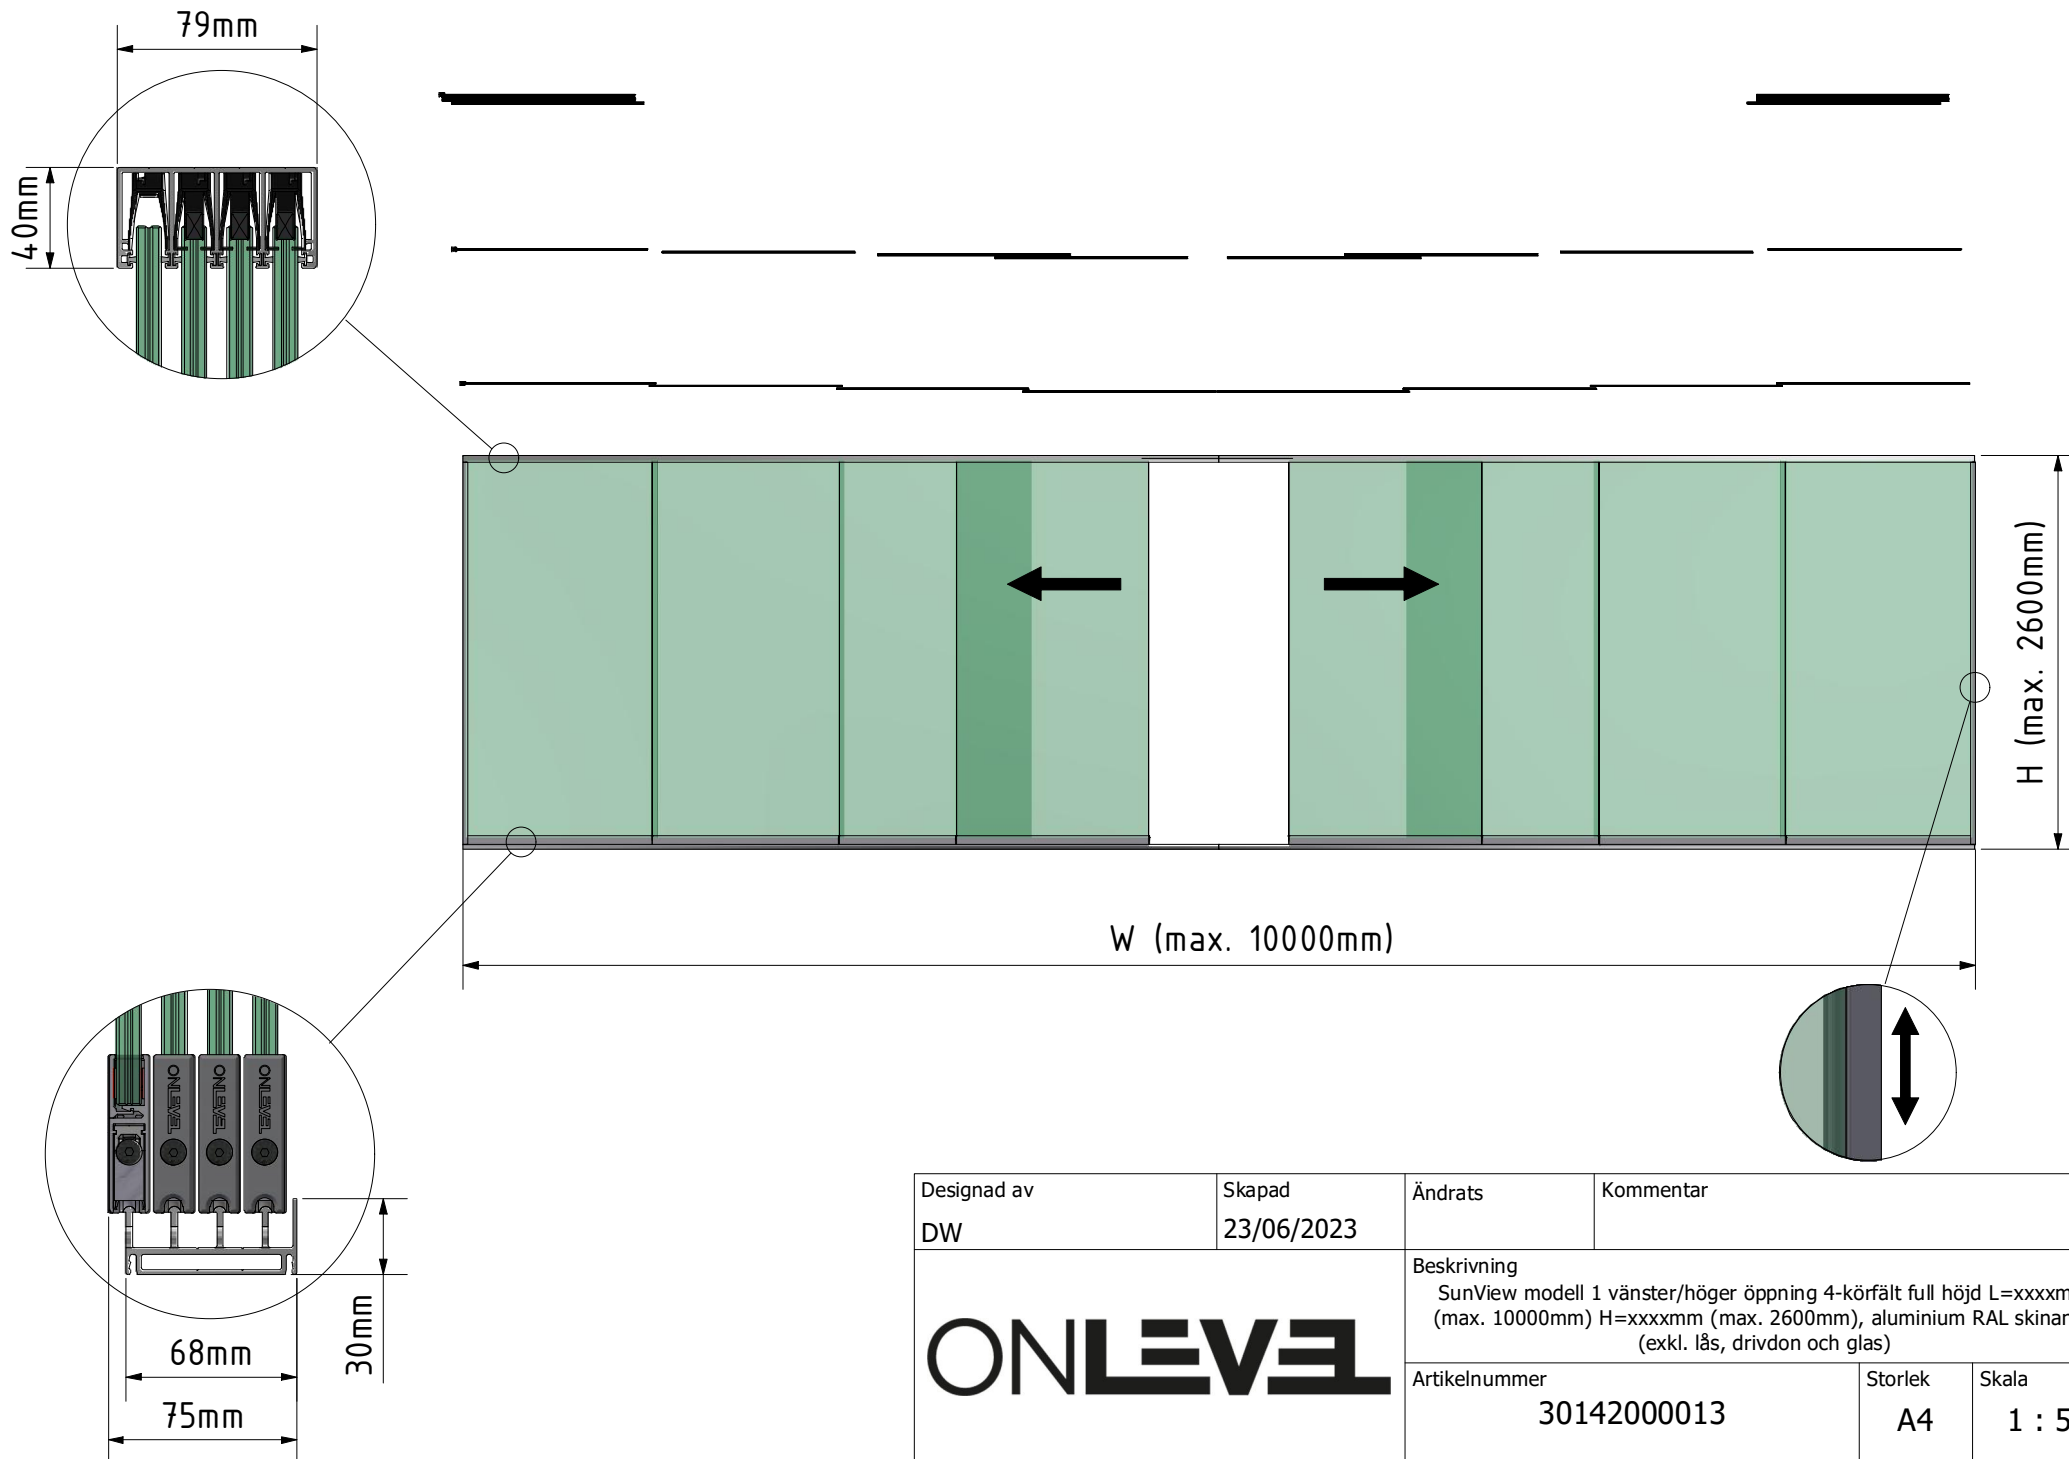 79mm
40mm
H (max. 2600mm)
W (max. 10000mm)
ONLEVEL
ONLEVEL
ONLEVEL
30mm
68mm
75mm
Designad av
DW
Skapad
23/06/2023
Ändrats
Kommentar
ONLEVEL
Beskrivning
SunView modell 1 vänster/höger öppning 4-körfält full höjd L=xxxxm
(max. 10000mm) H=xxxxmm (max. 2600mm), aluminium RAL skinar
(exkl. lås, drivdon och glas)
Artikelnummer
30142000013
Storlek
A4
Skala
1 : 5